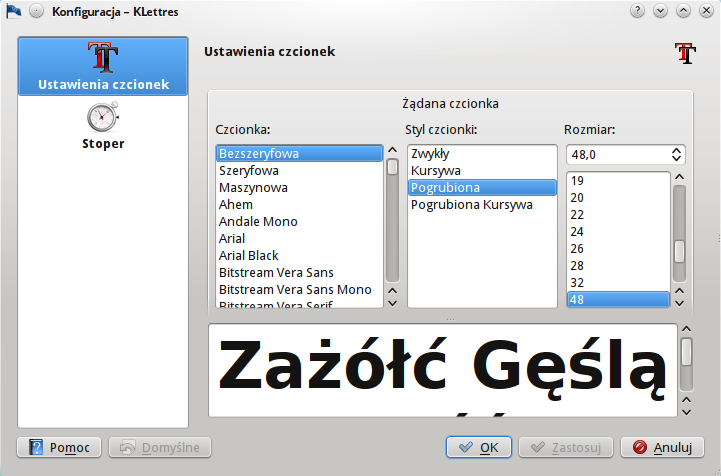 Konfiguracja – KLettres
Ustawienia czcionek
Stoper
Ustawienia czcionek
Żądana czcionka
Czcionka:
Bezszeryfowa
Szeryfowa
Maszynowa
Ahem
Andale Mono
Arial
Arial Black
Bitstream Vera Sans
Bitstream Vera Sans Mono
Bitstream Vera Serif
Styl czcionki:
Zwykły
Kursywa
Pogrubiona
Pogrubiona Kursywa
Rozmiar:
48,0
19
20
22
24
26
28
32
48
Zażółć Gęślą
Pomoc
Domyślne
OK
Zastosuj
Anuluj